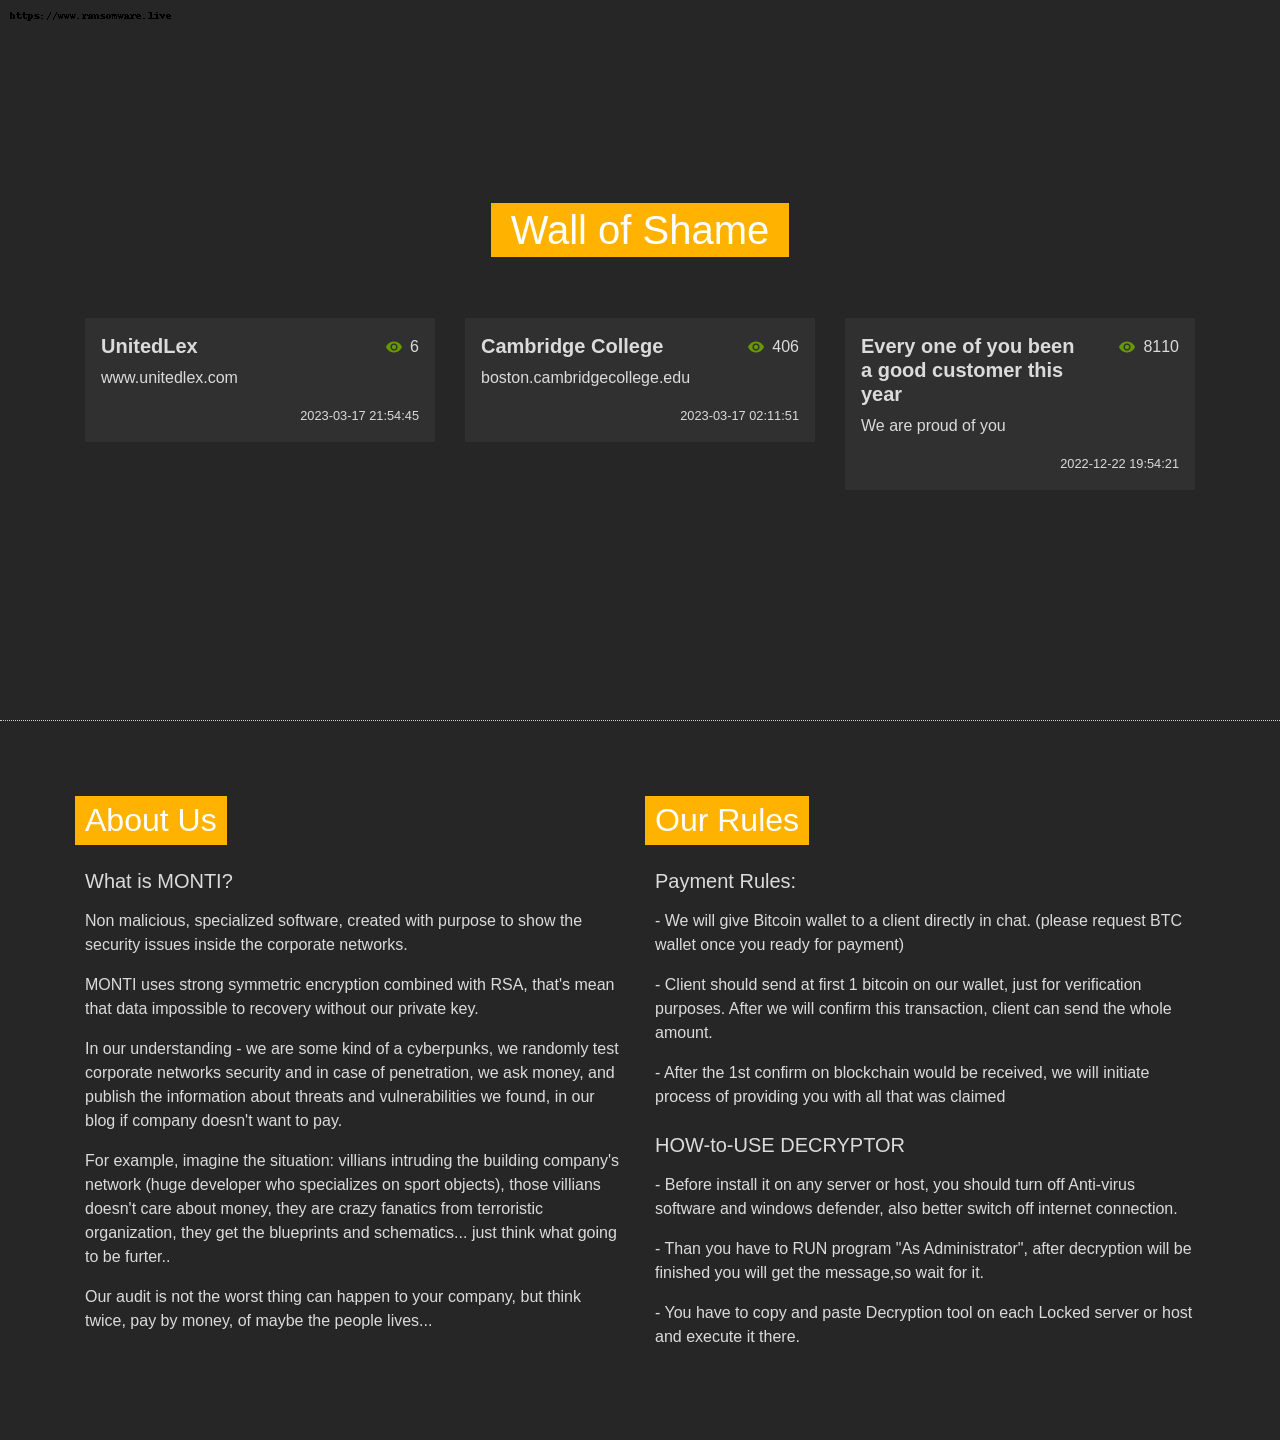 https://www.ransomware.live
Wall of Shame
UnitedLex
6
www.unitedlex.com
2023-03-17 21:54:45
Cambridge College
406
boston.cambridgecollege.edu
2023-03-17 02:11:51
Every one of you been
a good customer this
year
8110
We are proud of you
2022-12-22 19:54:21
About Us
What is MONTI?
Non malicious, specialized software, created with purpose to show the
security issues inside the corporate networks.
MONTI uses strong symmetric encryption combined with RSA, that's mean
that data impossible to recovery without our private key.
In our understanding - we are some kind of a cyberpunks, we randomly test
corporate networks security and in case of penetration, we ask money, and
publish the information about threats and vulnerabilities we found, in our
blog if company doesn't want to pay.
For example, imagine the situation: villians intruding the building company's
network (huge developer who specializes on sport objects), those villians
doesn't care about money, they are crazy fanatics from terroristic
organization, they get the blueprints and schematics... just think what going
to be furter..
Our audit is not the worst thing can happen to your company, but think
twice, pay by money, of maybe the people lives...
Our Rules
Payment Rules:
- We will give Bitcoin wallet to a client directly in chat. (please request BTC
wallet once you ready for payment)
- Client should send at first 1 bitcoin on our wallet, just for verification
purposes. After we will confirm this transaction, client can send the whole
amount.
- After the 1st confirm on blockchain would be received, we will initiate
process of providing you with all that was claimed
HOW-to-USE DECRYPTOR
- Before install it on any server or host, you should turn off Anti-virus
software and windows defender, also better switch off internet connection.
- Than you have to RUN program "As Administrator", after decryption will be
finished you will get the message,so wait for it.
- You have to copy and paste Decryption tool on each Locked server or host
and execute it there.